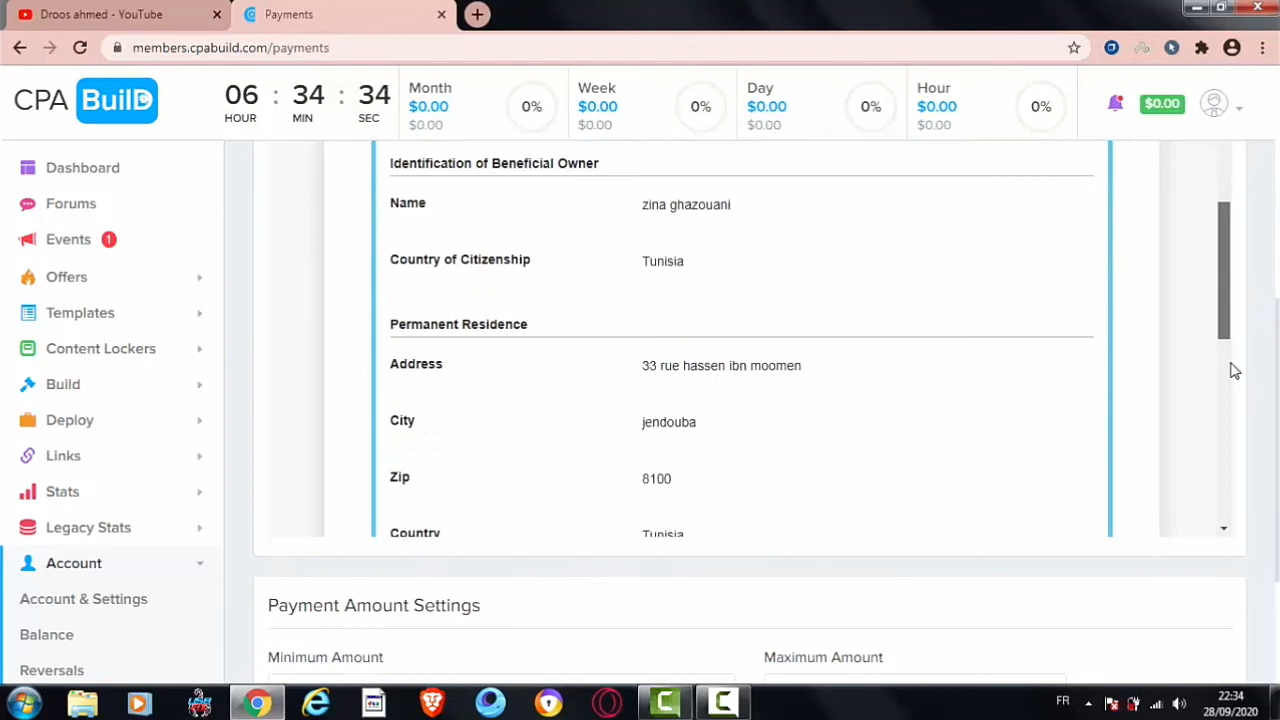 Droos ahmed - YouTube
Payments
members.cpabuild.com/payments
CPA BuilD
06 : 34 : 34
HOUR MIN SEC
Month
$0.00
$0.00
0%
Week
$0.00
$0.00
0%
Day
$0.00
$0.00
0%
Hour
$0.00
$0.00
0%
$0.00
Dashboard
Forums
Events 1
Offers
Templates
Content Lockers
Build
Deploy
Links
Stats
Legacy Stats
Account
Account & Settings
Balance
Reversals
Identification of Beneficial Owner
Name zina ghazouani
Country of Citizenship Tunisia
Permanent Residence
Address 33 rue hassen ibn moomen
City jendouba
Zip 8100
Country Tunisia
Payment Amount Settings
Minimum Amount Maximum Amount
FR
22:34
28/09/2020